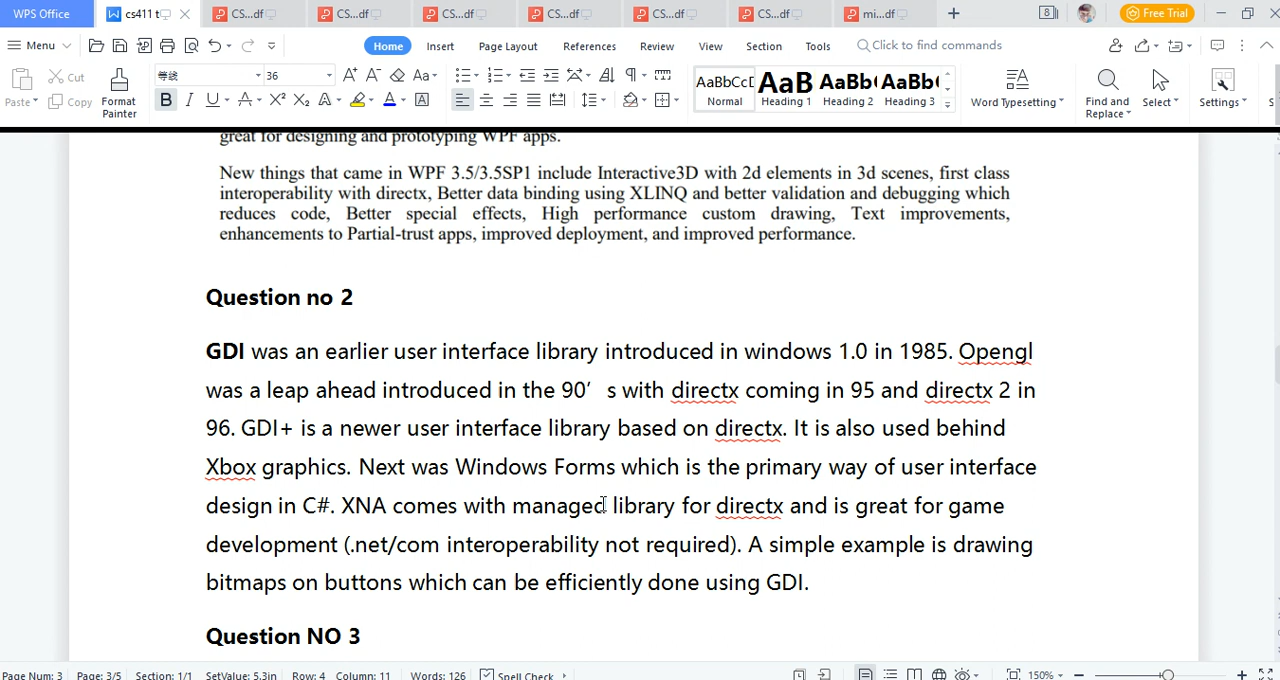 WPS Office cs411 t CS...df CS...df CS...df CS...df CS...df CS...df mi...df + 8 Free Trial
Menu Home Insert Page Layout References Review View Section Tools Click to find commands
Paste Cut Copy Format Painter 36 Aa B I U A X² X₂ A A A
AaBbCcD AaB AaBb( AaBb(
Normal Heading 1 Heading 2 Heading 3 Word Typesetting Find and Replace Select Settings S
great for designing and prototyping WPF apps.
New things that came in WPF 3.5/3.5SP1 include Interactive3D with 2d elements in 3d scenes, first class
interoperability with directx, Better data binding using XLINQ and better validation and debugging which
reduces code, Better special effects, High performance custom drawing, Text improvements,
enhancements to Partial-trust apps, improved deployment, and improved performance.
Question no 2
GDI was an earlier user interface library introduced in windows 1.0 in 1985. Opengl
was a leap ahead introduced in the 90’ s with directx coming in 95 and directx 2 in
96. GDI+ is a newer user interface library based on directx. It is also used behind
Xbox graphics. Next was Windows Forms which is the primary way of user interface
design in C#. XNA comes with managed library for directx and is great for game
development (.net/com interoperability not required). A simple example is drawing
bitmaps on buttons which can be efficiently done using GDI.
Question NO 3
Page Num: 3 Page: 3/5 Section: 1/1 SetValue: 5.3in Row: 4 Column: 11 Words: 126 Spell Check 150%